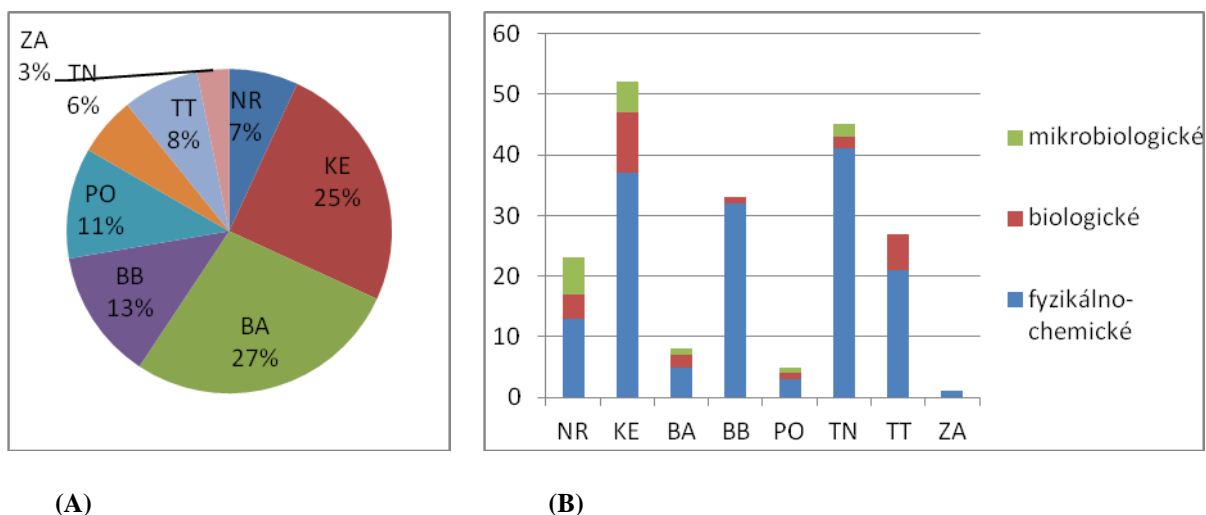 ZA
3%
TN
6%
TT
8%
NR
7%
KE
25%
PO
11%
BB
13%
BA
27%
60
50
40
30
20
10
0
NR KE BA BB PO TN TT ZA
mikrobiologické
biologické
fyzikálno-
chemické
(A) (B)